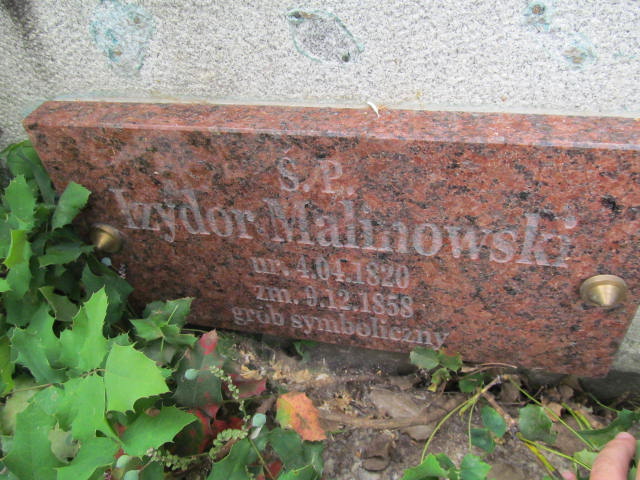 Ś.P.
Izydor Malinowski
ur. 4.04.1820
zm. 9.12.1858
grób symboliczny